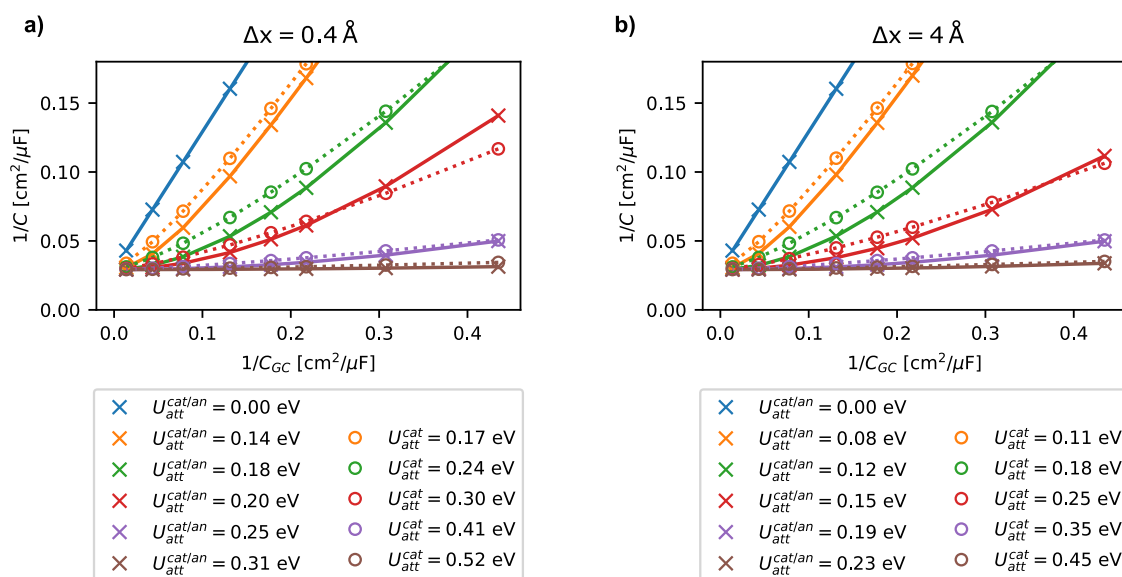 a)
Δx = 0.4 Å
1/C [cm²/μF]
0.15
0.10
0.05
0.00
0.0 0.1 0.2 0.3 0.4
1/C_GC [cm²/μF]
U_att^cat/an = 0.00 eV
U_att^cat/an = 0.14 eV
U_att^cat/an = 0.18 eV
U_att^cat/an = 0.20 eV
U_att^cat/an = 0.25 eV
U_att^cat/an = 0.31 eV
U_att^cat = 0.17 eV
U_att^cat = 0.24 eV
U_att^cat = 0.30 eV
U_att^cat = 0.41 eV
U_att^cat = 0.52 eV
b)
Δx = 4 Å
1/C [cm²/μF]
0.15
0.10
0.05
0.00
0.0 0.1 0.2 0.3 0.4
1/C_GC [cm²/μF]
U_att^cat/an = 0.00 eV
U_att^cat/an = 0.08 eV
U_att^cat/an = 0.12 eV
U_att^cat/an = 0.15 eV
U_att^cat/an = 0.19 eV
U_att^cat/an = 0.23 eV
U_att^cat = 0.11 eV
U_att^cat = 0.18 eV
U_att^cat = 0.25 eV
U_att^cat = 0.35 eV
U_att^cat = 0.45 eV